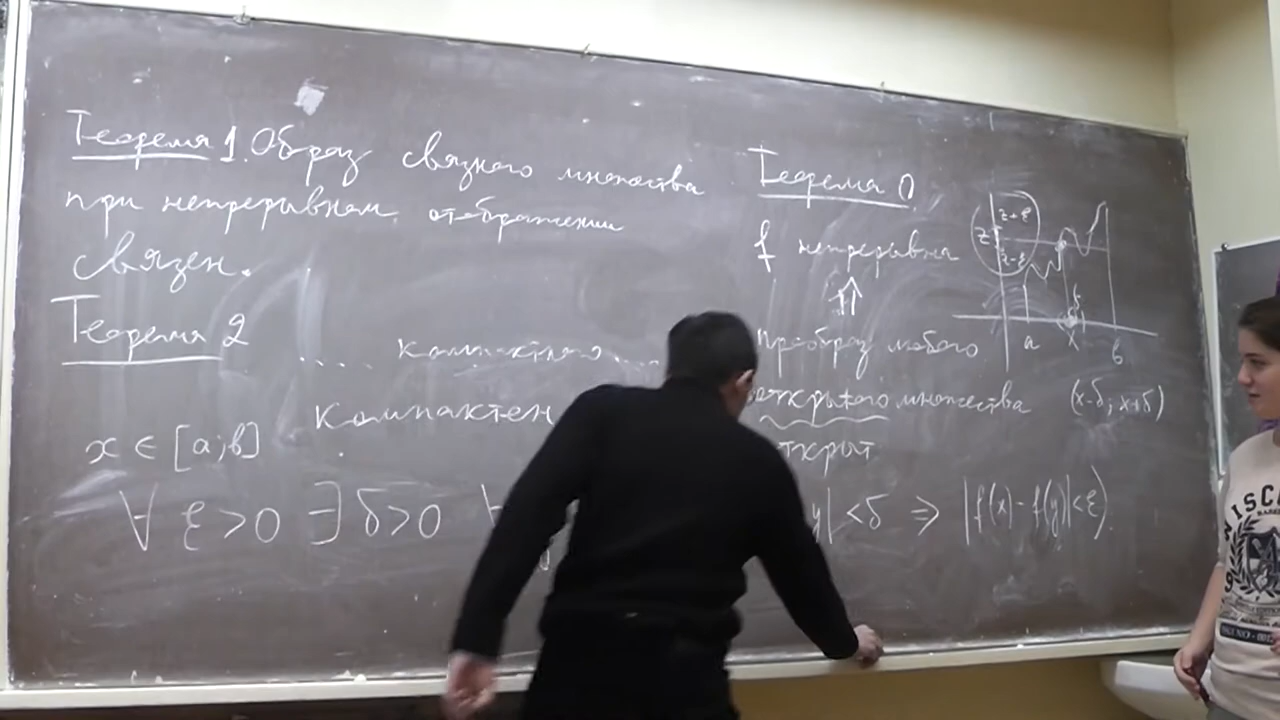 Теорема 1. Образ связного множества
при непрерывном отображении
связен.
Теорема 2
.... компактного ....
компактен
x ∈ [a;b]
∀ ε>0 ∃ δ>0 ∀ y
y| <δ ⇒ |f(x) - f(y)|<ε).
Теорема 0
f непрерывна
⇑
Прообраз любого
открытого множества
открыт
z+ε
z
z-ε
a x b
(x-δ; x+δ)